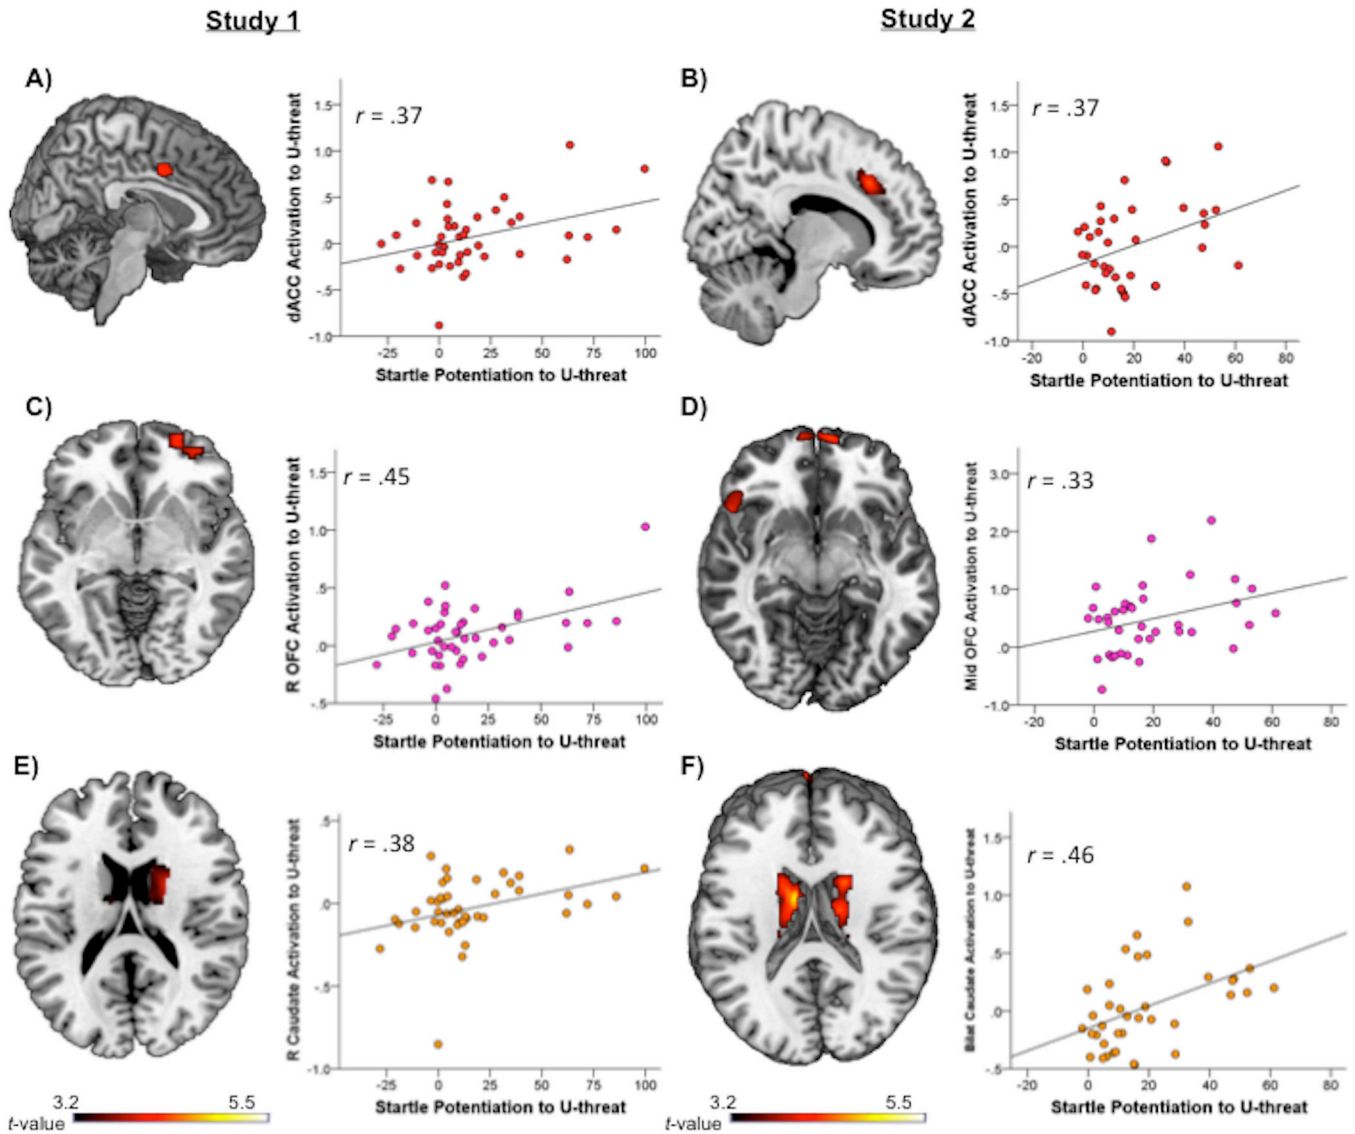 Study 1
Study 2
A)
r = .37
dACC Activation to U-threat
1.5
1.0
.5
.0
-.5
-1.0
-25 0 25 50 75 100
Startle Potentiation to U-threat
B)
r = .37
dACC Activation to U-threat
1.5
1.0
.5
.0
-.5
-1.0
-20 0 20 40 60 80
Startle Potentiation to U-threat
C)
r = .45
R OFC Activation to U-threat
1.5
1.0
.5
.0
-.5
-25 0 25 50 75 100
Startle Potentiation to U-threat
D)
r = .33
Mid OFC Activation to U-threat
3.0
2.0
1.0
.0
-1.0
-20 0 20 40 60 80
Startle Potentiation to U-threat
E)
r = .38
R Caudate Activation to U-threat
.5
.0
-.5
-1.0
-25 0 25 50 75 100
Startle Potentiation to U-threat
F)
r = .46
Bilat Caudate Activation to U-threat
1.5
1.0
.5
.0
-.5
-20 0 20 40 60 80
Startle Potentiation to U-threat
3.2 5.5
t-value
3.2 5.5
t-value